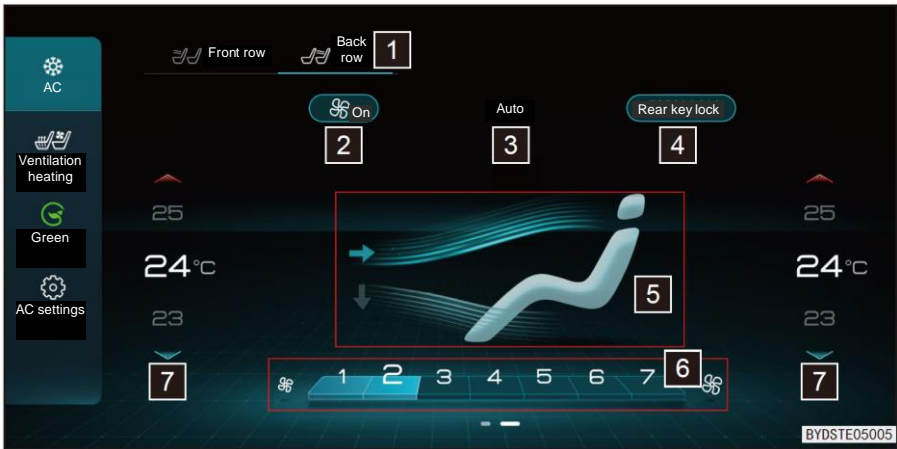 Front row
Back
row
1
AC
On
Auto
Rear key lock
2
3
4
Ventilation
heating
25
25
Green
24°C
24°C
5
AC settings
23
23
7
1 2 3 4 5 6 7
6
7
BYDSTE05005